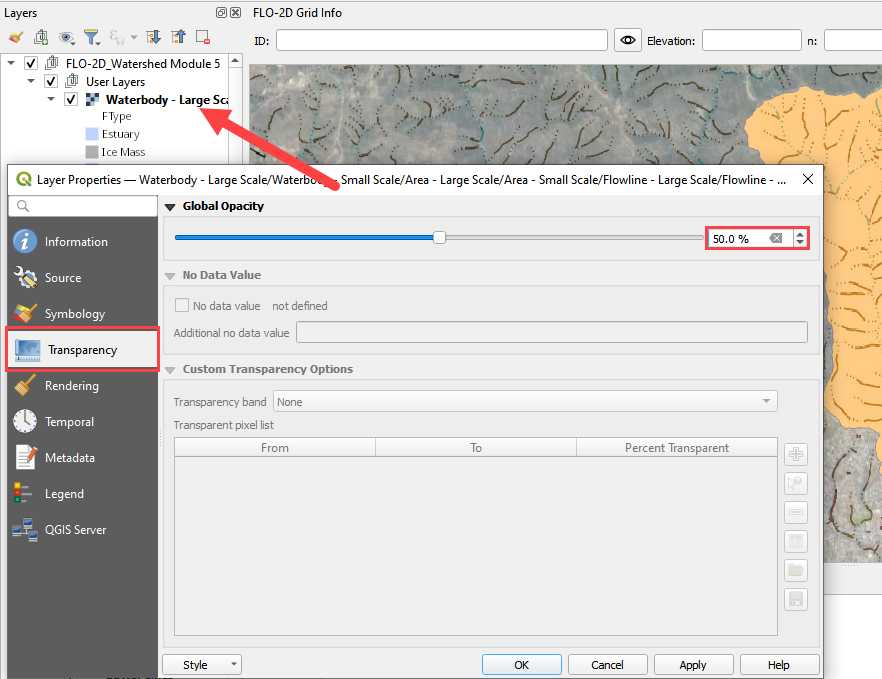 Layers
FLO-2D Grid Info
ID:
Elevation:
n:
FLO-2D_Watershed Module 5
User Layers
Waterbody - Large Sca
FType
Estuary
Ice Mass
Layer Properties — Waterbody - Large Scale/Waterbody - Small Scale/Area - Large Scale/Area - Small Scale/Flowline - Large Scale/Flowline - ...
Information
Source
Symbology
Transparency
Rendering
Temporal
Metadata
Legend
QGIS Server
Global Opacity
50.0 %
No Data Value
No data value not defined
Additional no data value
Custom Transparency Options
Transparency band None
Transparent pixel list
From To Percent Transparent
Style
OK Cancel Apply Help